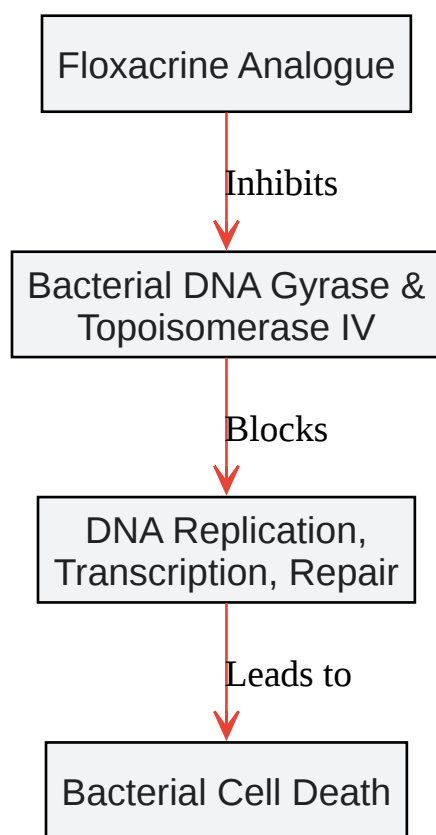 Floxacrine Analogue
Inhibits
Bacterial DNA Gyrase &
Topoisomerase IV
Blocks
DNA Replication,
Transcription, Repair
Leads to
Bacterial Cell Death